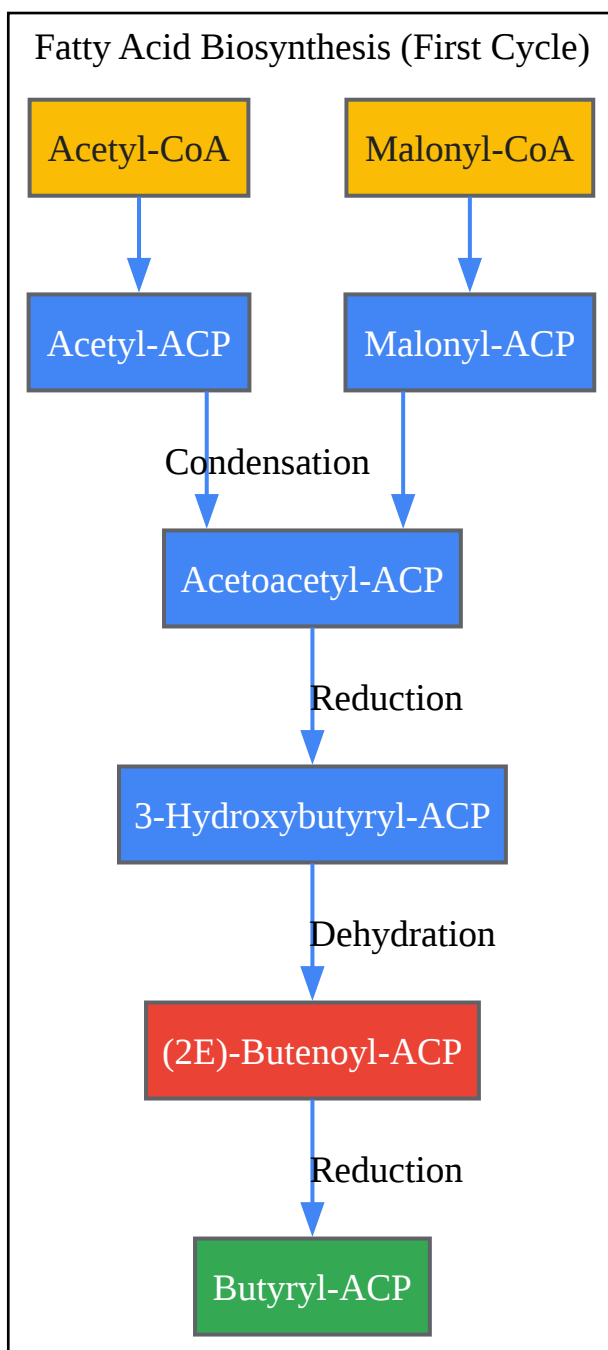 Fatty Acid Biosynthesis (First Cycle)
Acetyl-CoA
Malonyl-CoA
Acetyl-ACP
Malonyl-ACP
Condensation
Acetoacetyl-ACP
Reduction
3-Hydroxybutyryl-ACP
Dehydration
(2E)-Butenoyl-ACP
Reduction
Butyryl-ACP